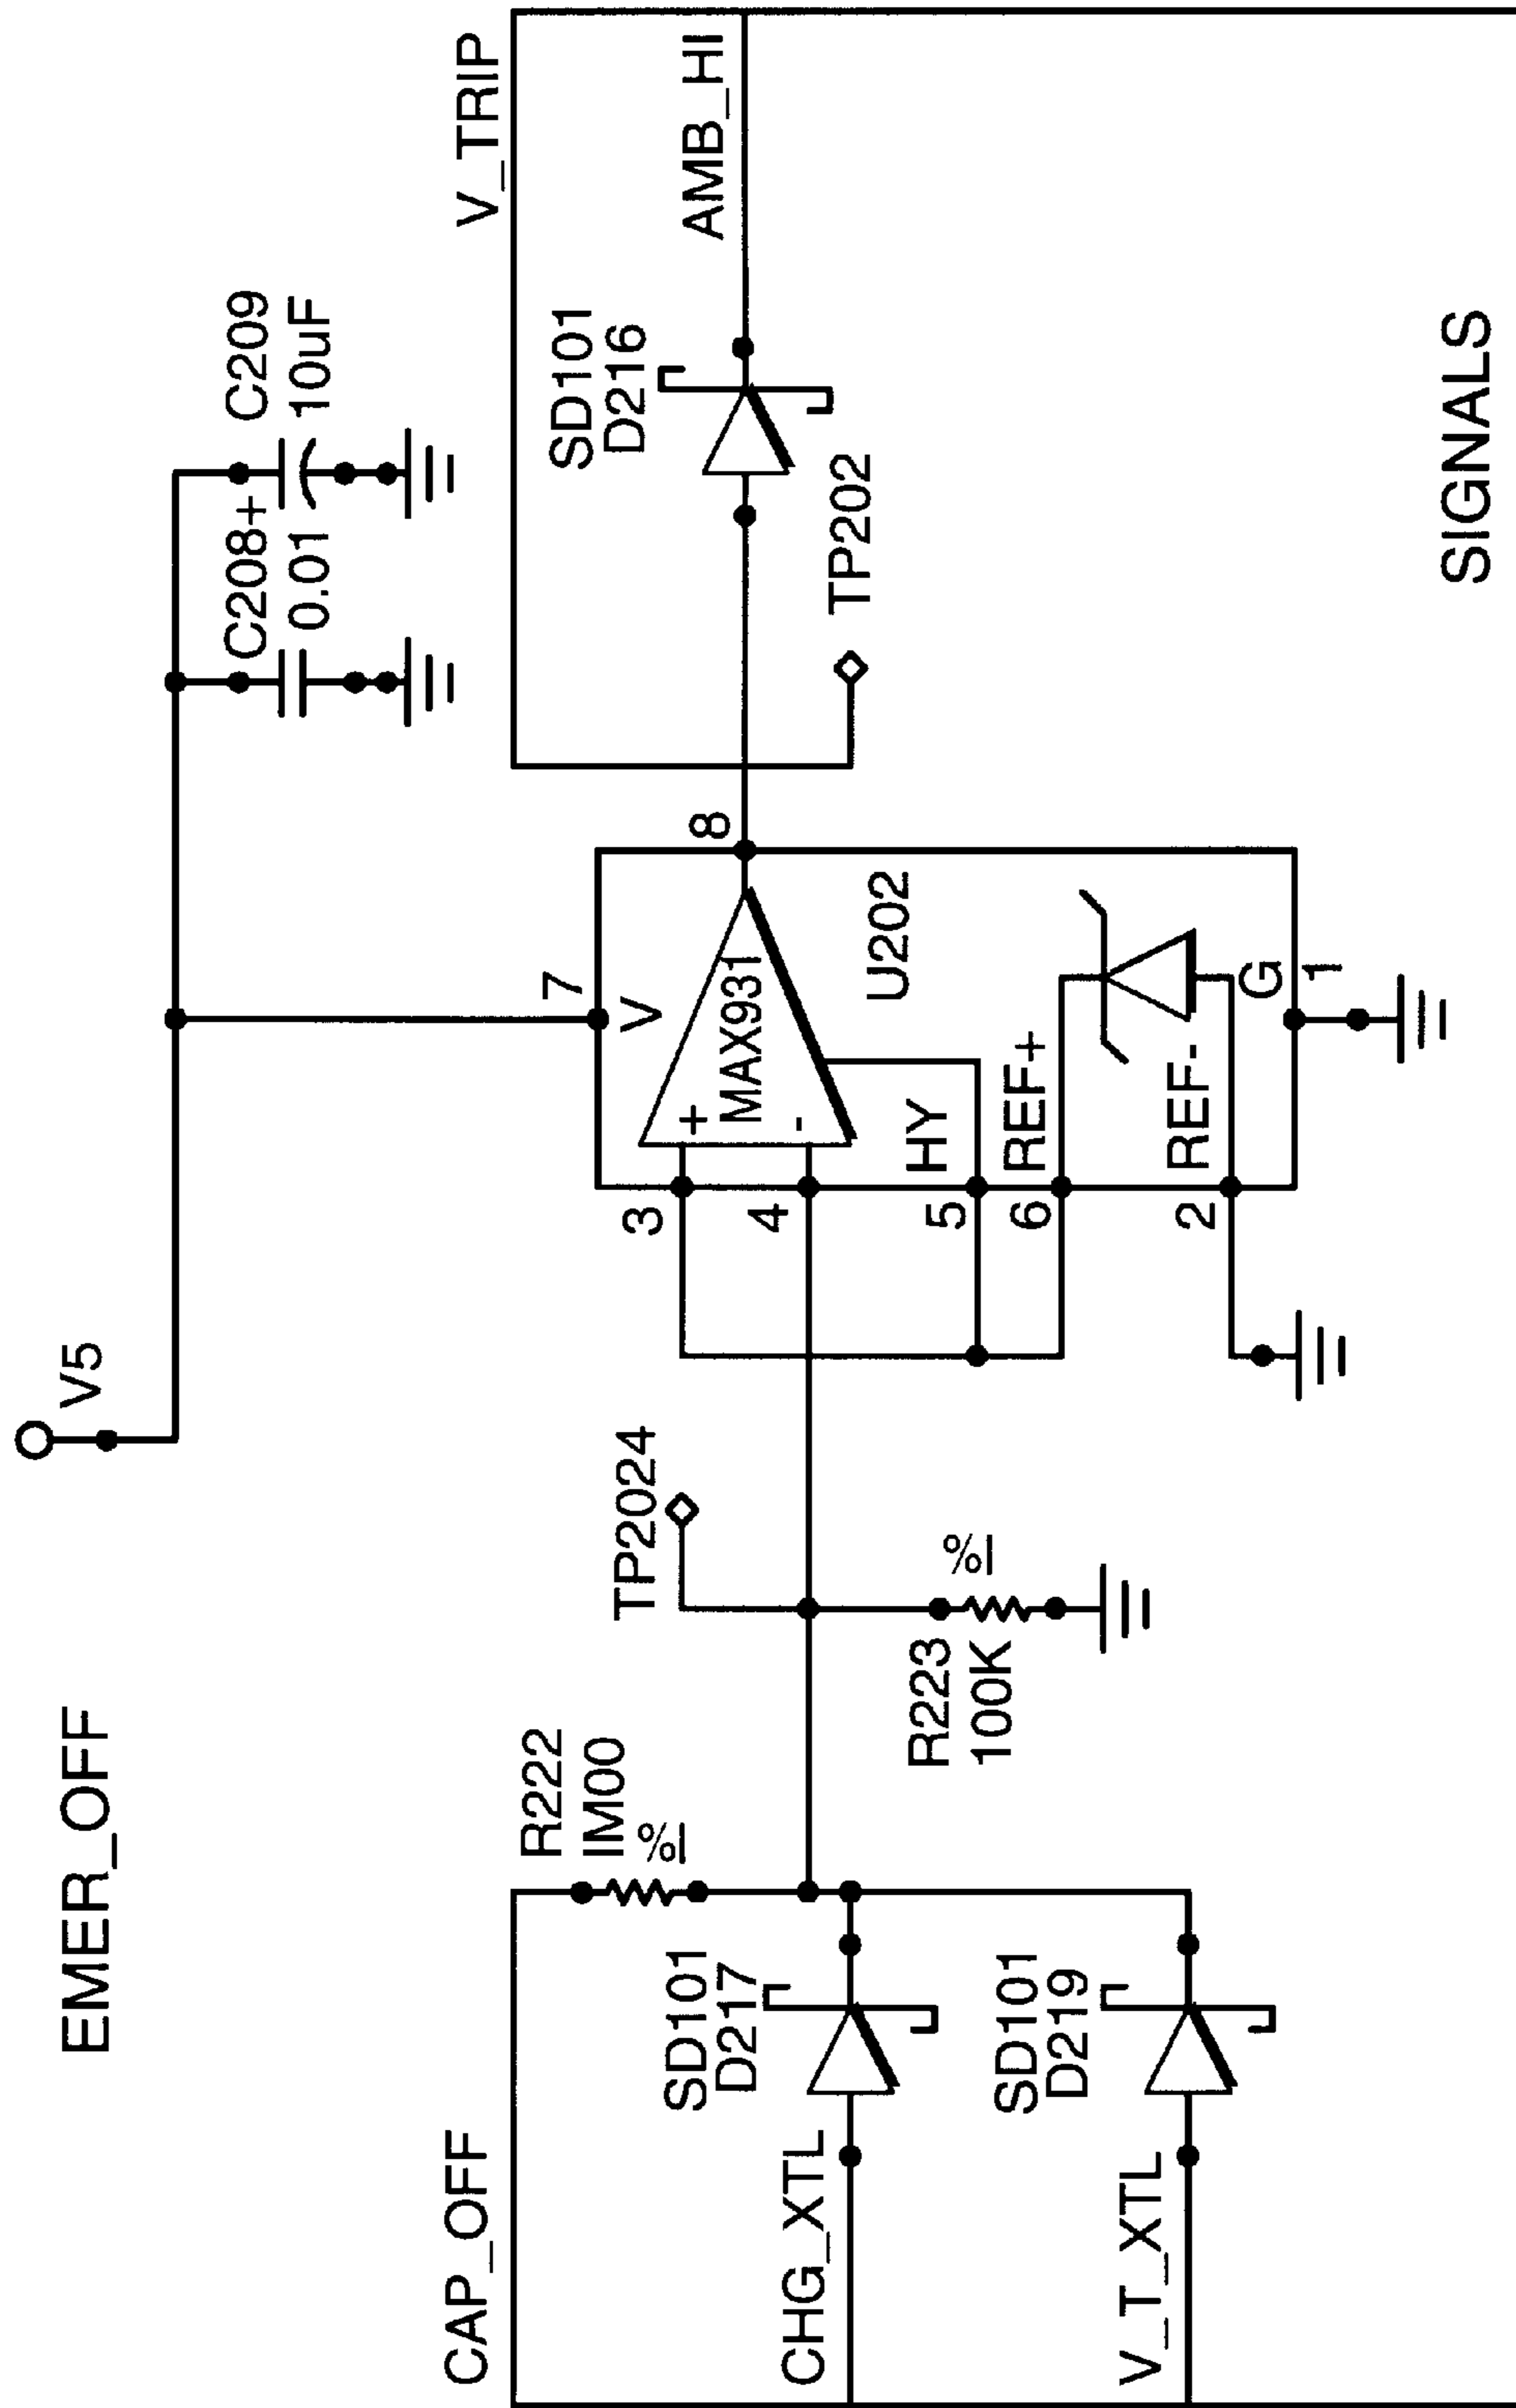 EMER_OFF
V5
C208+
0.01
C209
10uF
CAP_OFF
R222
IM00
%I
TP2024
SD101
D217
CHG_XTL
SD101
D219
V_T_XTL
R223
100K
%I
3
4
5
6
2
7
V
+
MAX931
-
HY
REF+
REF-
G
1
U202
8
V_TRIP
SD101
D216
AMB_HI
TP202
SIGNALS